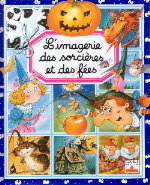 L'imagerie
des sorcières
et des fées